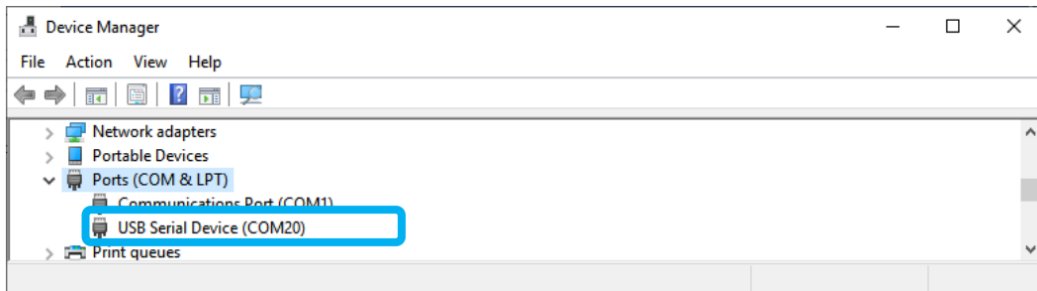 Device Manager
File Action View Help
Network adapters
Portable Devices
Ports (COM & LPT)
Communications Port (COM1)
USB Serial Device (COM20)
Print queues